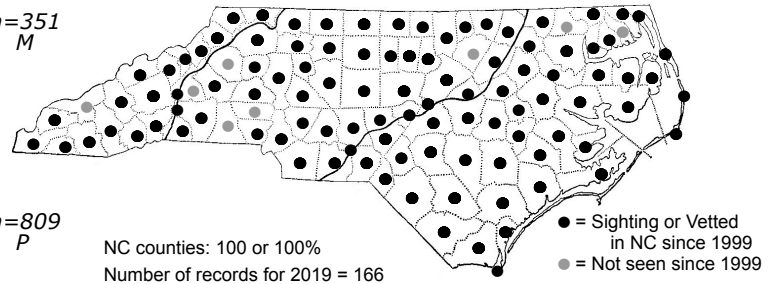 n=351
M
n=809
P
NC counties: 100 or 100%
Number of records for 2019 = 166
● = Sighting or Vetted
in NC since 1999
● = Not seen since 1999